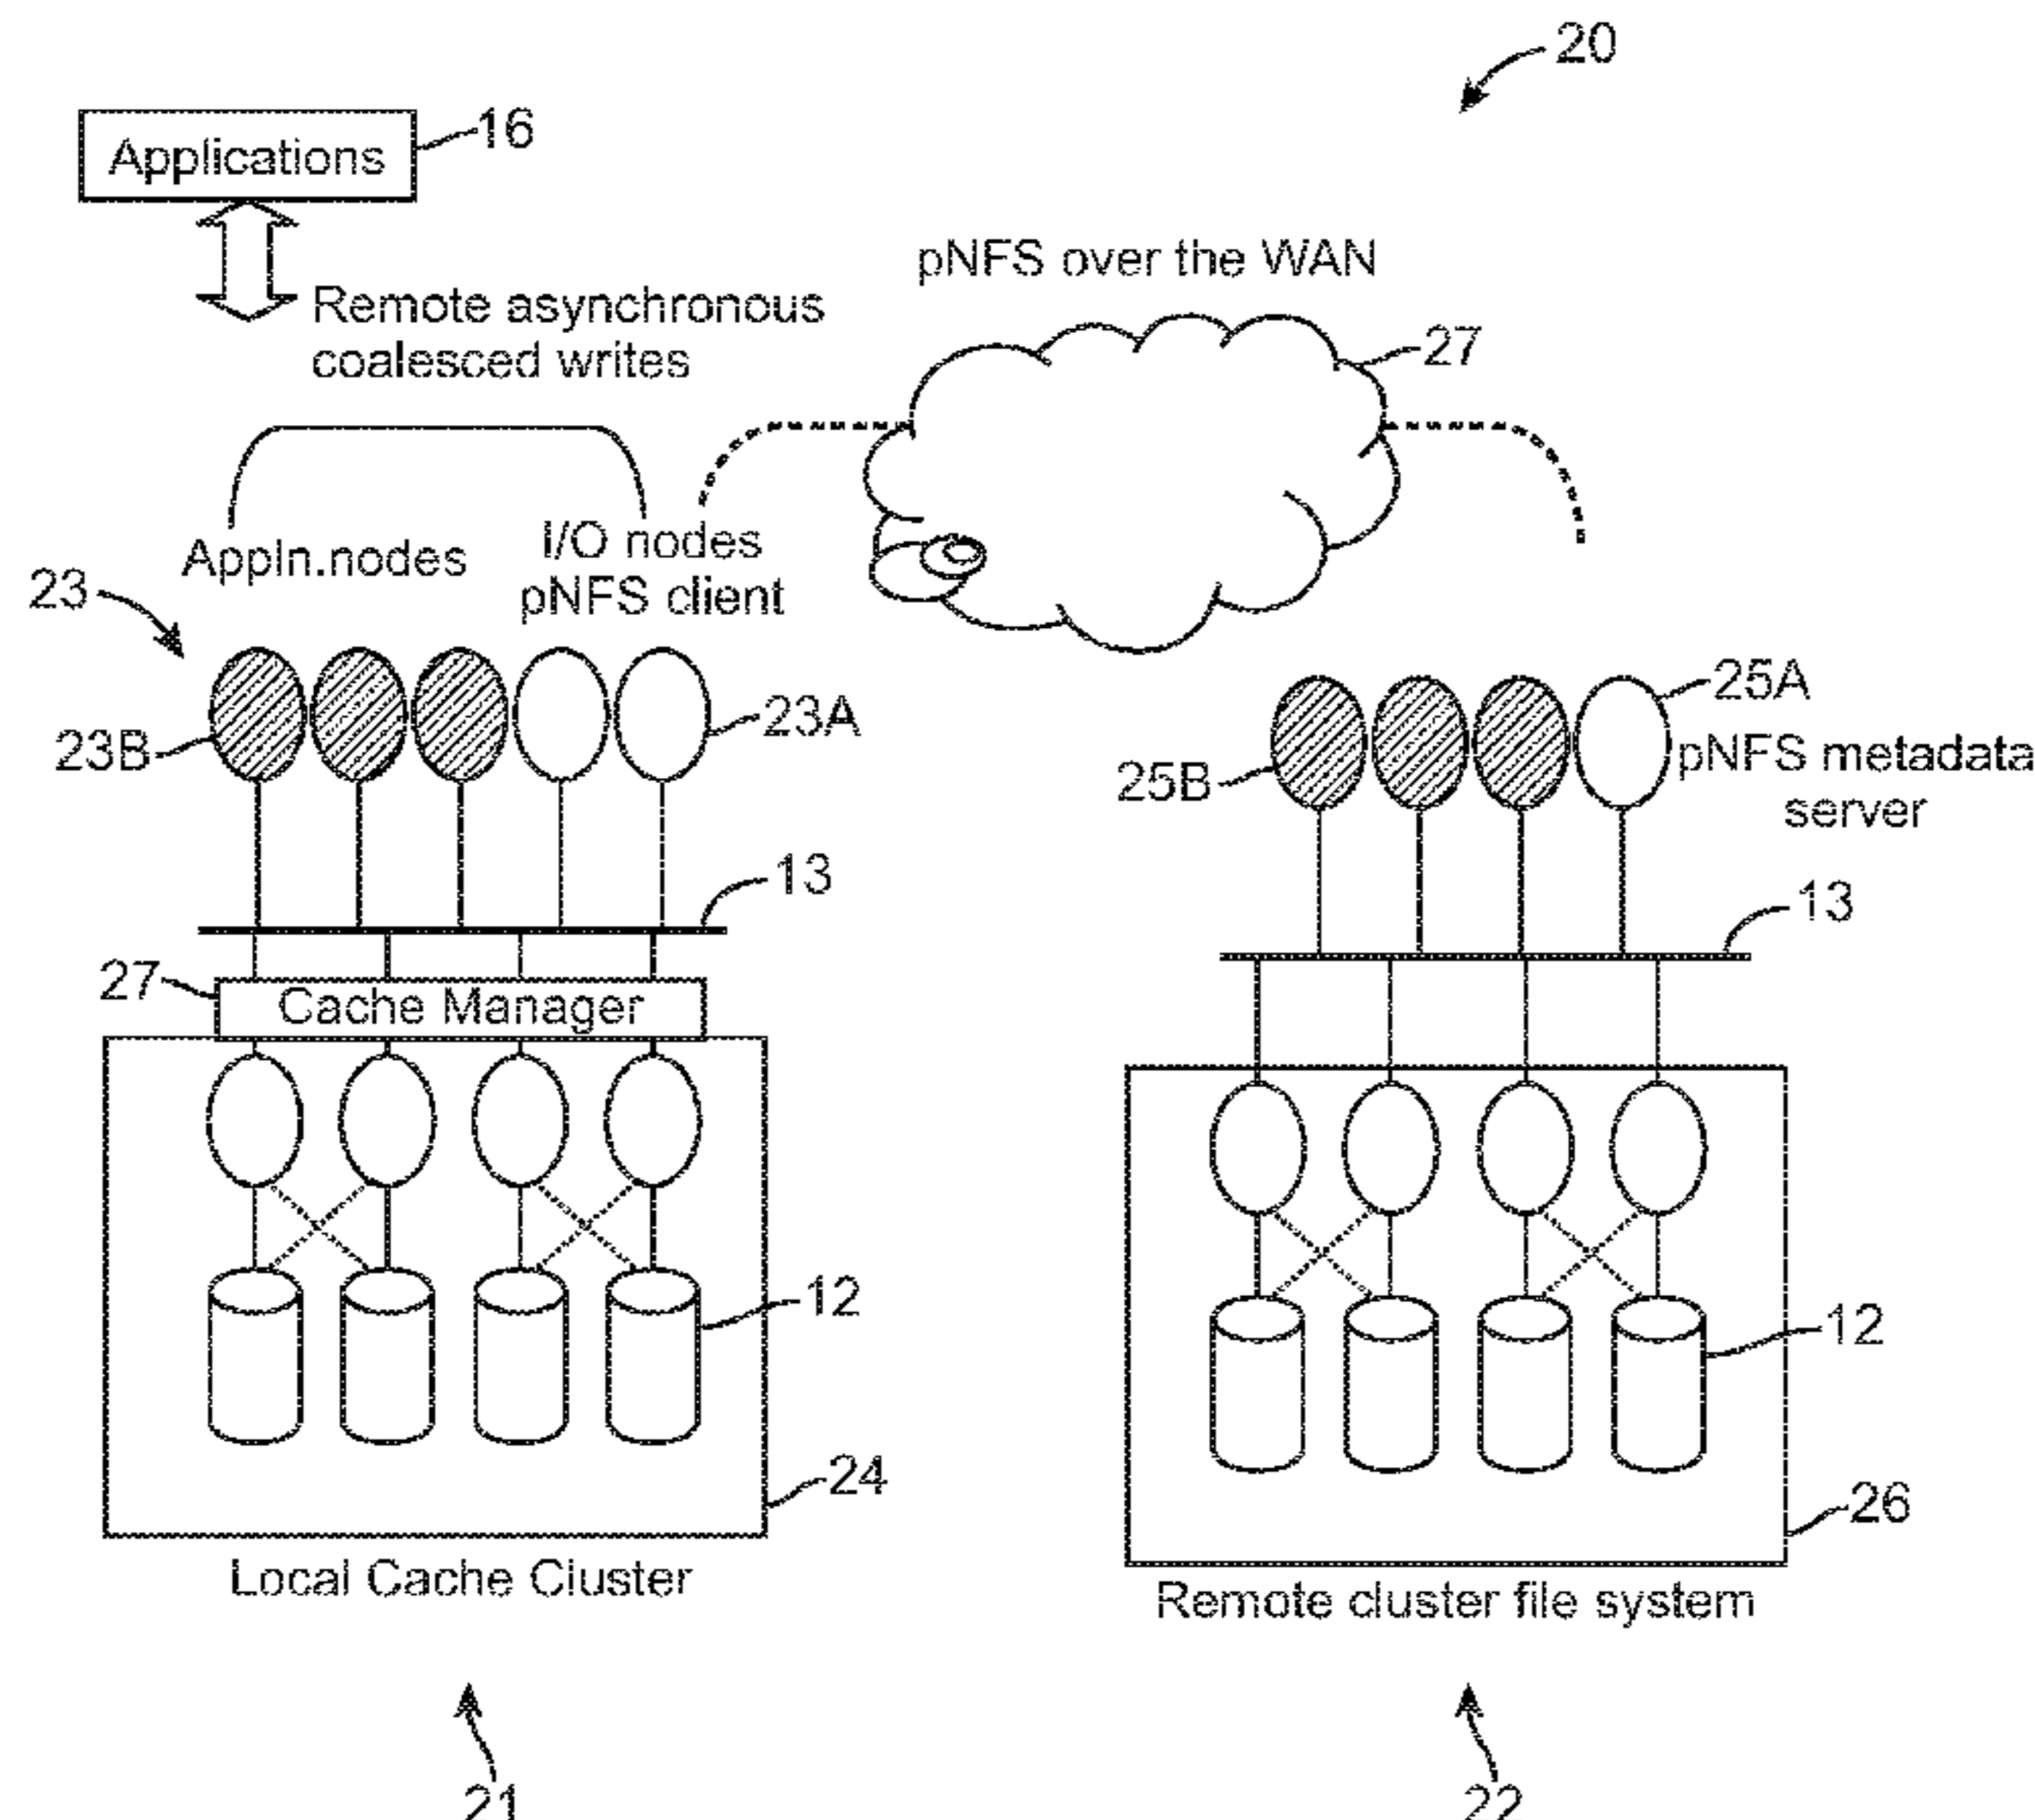 20
Applications
16
pNFS over the WAN
Remote asynchronous
coalesced writes
27
Appln.nodes
I/O nodes
pNFS client
23
23B
23A
25A
25B
pNFS metadata
server
13
13
27
Cache Manager
12
12
24
26
Local Cache Cluster
Remote cluster file system
21
22